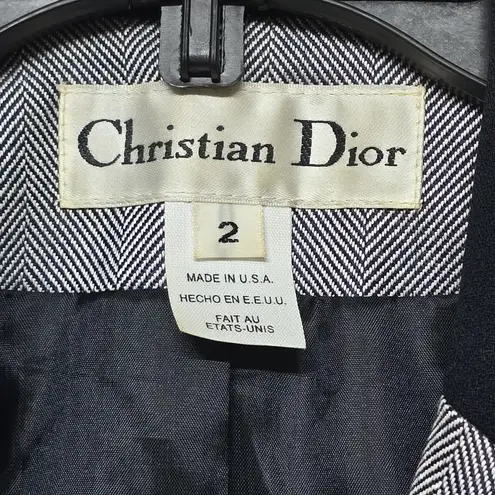 Christian Dior
2
MADE IN U.S.A.
HECHO EN E.E.U.U.
FAIT AU
ETATS-UNIS